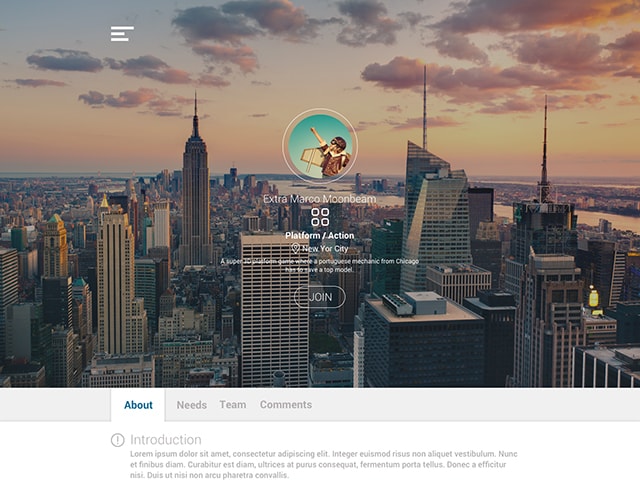 Extra Marco Moonbeam
Platform / Action
New Yor City
A super 3D platform game where a portuguese mechanic from Chicago
has to save a top model.
JOIN
About
Needs
Team
Comments
Introduction
Lorem ipsum dolor sit amet, consectetur adipiscing elit. Integer euismod risus non aliquet vestibulum. Nunc
et finibus diam. Curabitur est diam, ultrices at purus consequat, fermentum porta tortor. Donec a efficitur
nisi. Duis ut nisi non arcu pharetra convallis.